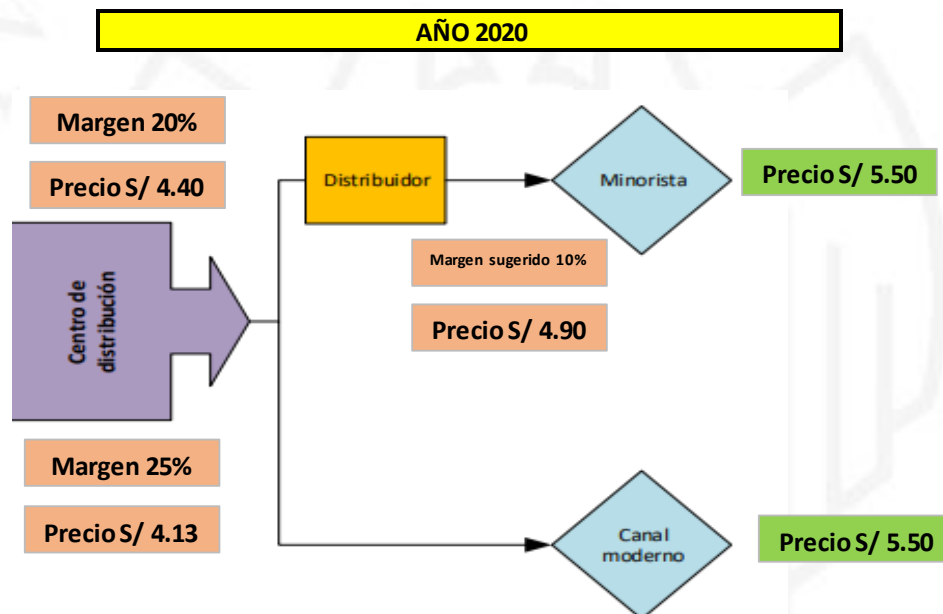 AÑO 2020
Margen 20%
Precio S/ 4.40
Distribuidor
Minorista
Precio S/ 5.50
Margen sugerido 10%
Precio S/ 4.90
Centro de
distribución
Margen 25%
Precio S/ 4.13
Canal
moderno
Precio S/ 5.50